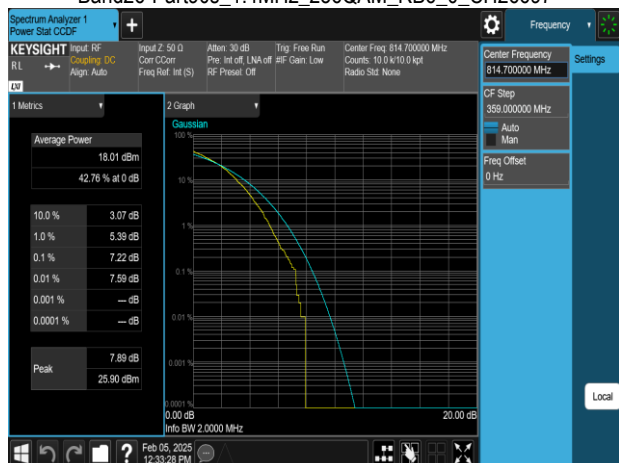 Spectrum Analyzer 1
Power Stat CCDF
Frequency
KEYSIGHT
RL
LXI
Input: RF
Coupling: DC
Align: Auto
Input Z: 50 Ω
Corr CCorr
Freq Ref: Int (S)
Atten: 30 dB
Pre: Int off, LNA off
RF Preset: Off
Trig: Free Run
#IF Gain: Low
Center Freq: 814.700000 MHz
Counts: 10.0 k/10.0 kpt
Radio Std: None
Center Frequency
814.700000 MHz
Settings
CF Step
359.000000 MHz
Auto
Man
Freq Offset
0 Hz
1 Metrics
Average Power
18.01 dBm
42.76 % at 0 dB
10.0 % 3.07 dB
1.0 % 5.39 dB
0.1 % 7.22 dB
0.01 % 7.59 dB
0.001 % --- dB
0.0001 % --- dB
Peak 7.89 dB
25.90 dBm
2 Graph
Gaussian
100 %
10 %
1 %
0.1 %
0.01 %
0.001 %
0.0001 %
0.00 dB 20.00 dB
Info BW 2.0000 MHz
Local
Feb 05, 2025
12:33:28 PM